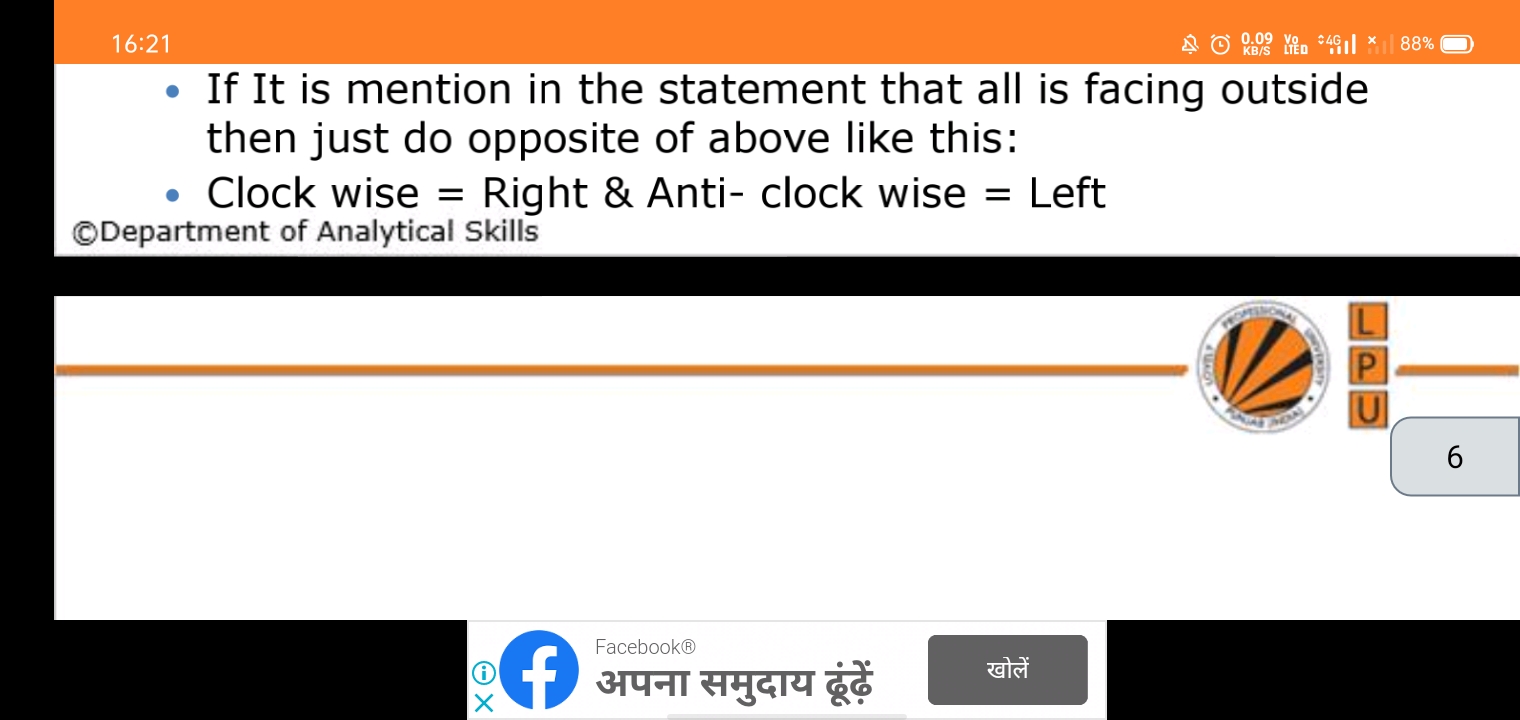 16:21
0.09 KB/S Vo LTED 4G 88%
• If It is mention in the statement that all is facing outside
then just do opposite of above like this:
• Clock wise = Right & Anti- clock wise = Left
©Department of Analytical Skills
LOVELY PROFESSIONAL UNIVERSITY
PUNJAB (INDIA)
L
P
U
6
Facebook®
अपना समुदाय ढूंढ़ें
खोलें